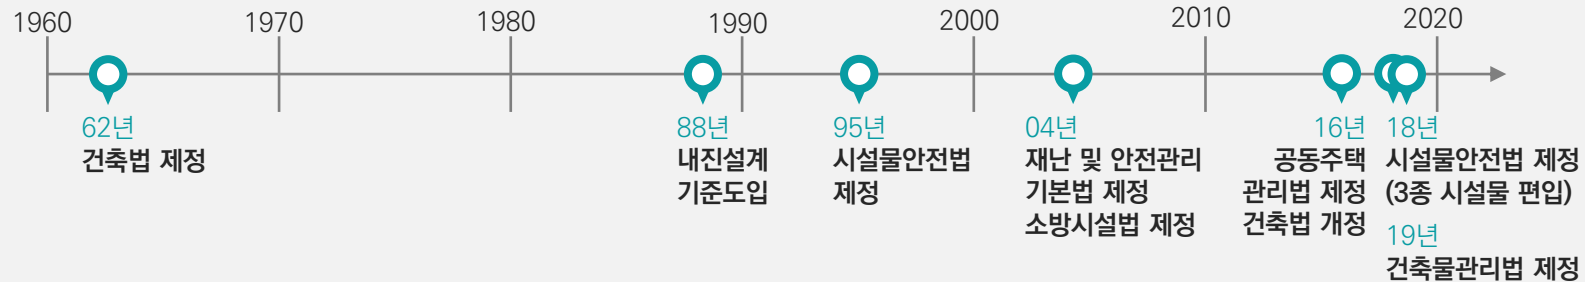 1960
1970
1980
1990
2000
2010
2020
62년
건축법 제정
88년
내진설계
기준도입
95년
시설물안전법
제정
04년
재난 및 안전관리
기본법 제정
소방시설법 제정
16년
공동주택
관리법 제정
건축법 개정
18년
시설물안전법 제정
(3종 시설물 편입)
19년
건축물관리법 제정